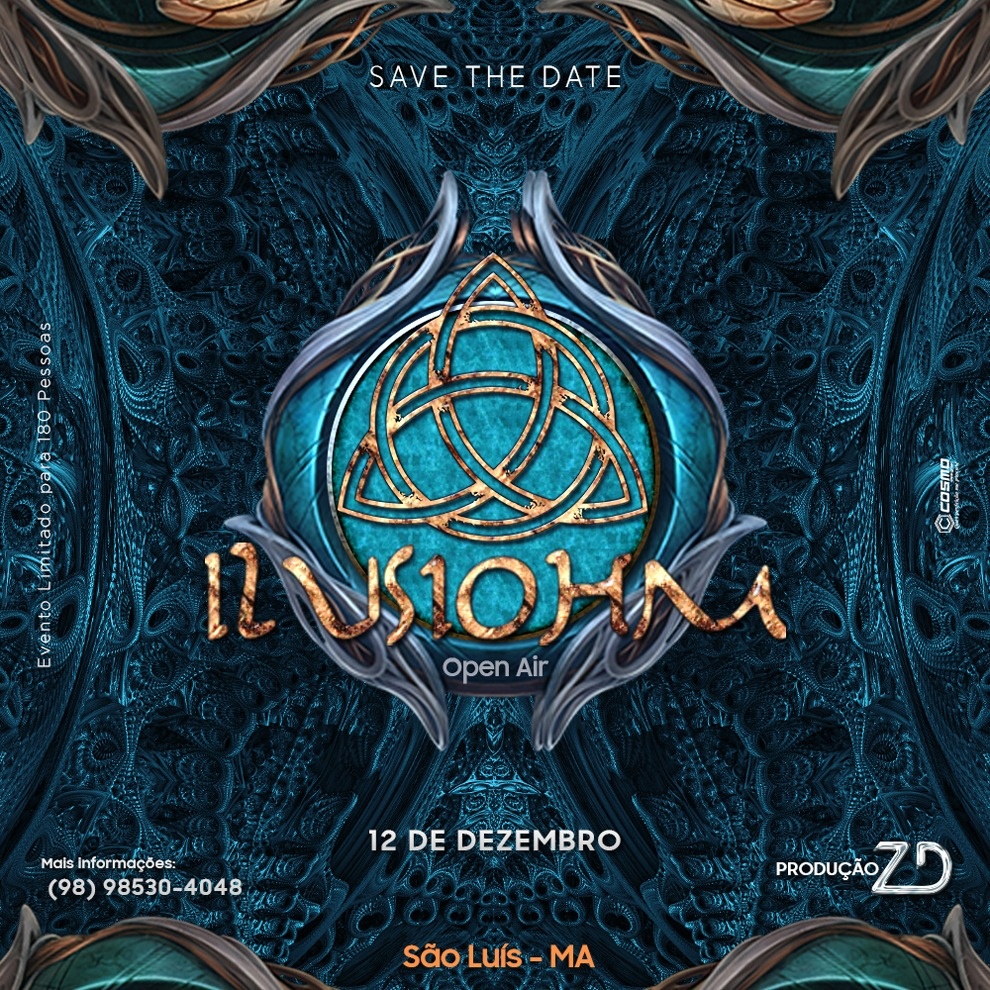 SAVE THE DATE
Evento Limitado para 180 Pessoas
COSMO
ILUSIOHM
Open Air
12 DE DEZEMBRO
Mais informações:
(98) 98530-4048
PRODUÇÃO ZD
São Luís - MA